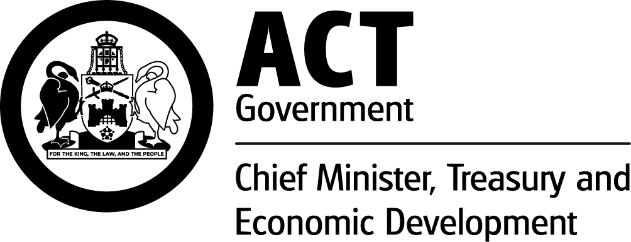 FOR THE KING, THE LAW, AND THE PEOPLE
ACT
Government
Chief Minister, Treasury and
Economic Development